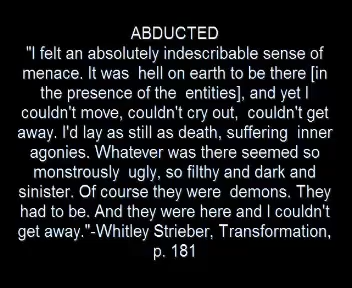 ABDUCTED
"I felt an absolutely indescribable sense of
menace. It was hell on earth to be there [in
the presence of the entities], and yet I
couldn't move, couldn't cry out, couldn't get
away. I'd lay as still as death, suffering inner
agonies. Whatever was there seemed so
monstrously ugly, so filthy and dark and
sinister. Of course they were demons. They
had to be. And they were here and I couldn't
get away."-Whitley Strieber, Transformation,
p. 181